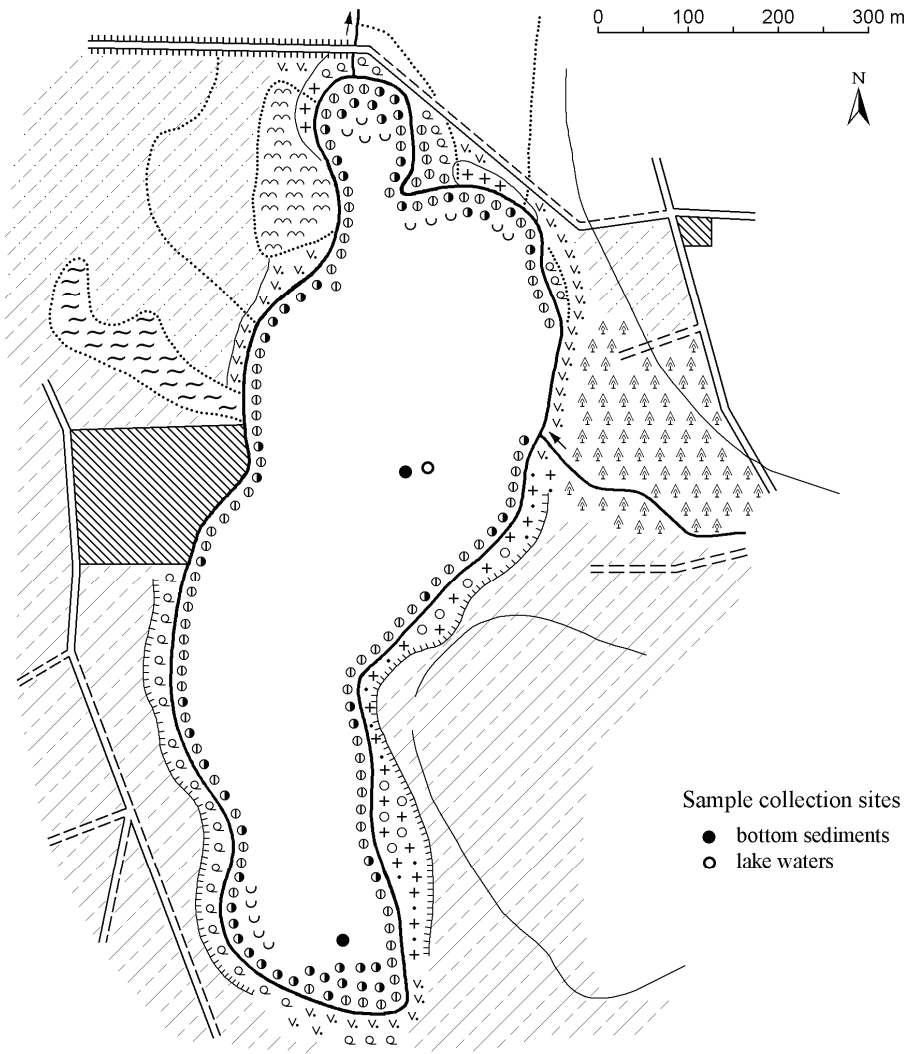 0 100 200 300 m
N
Sample collection sites
bottom sediments
lake waters